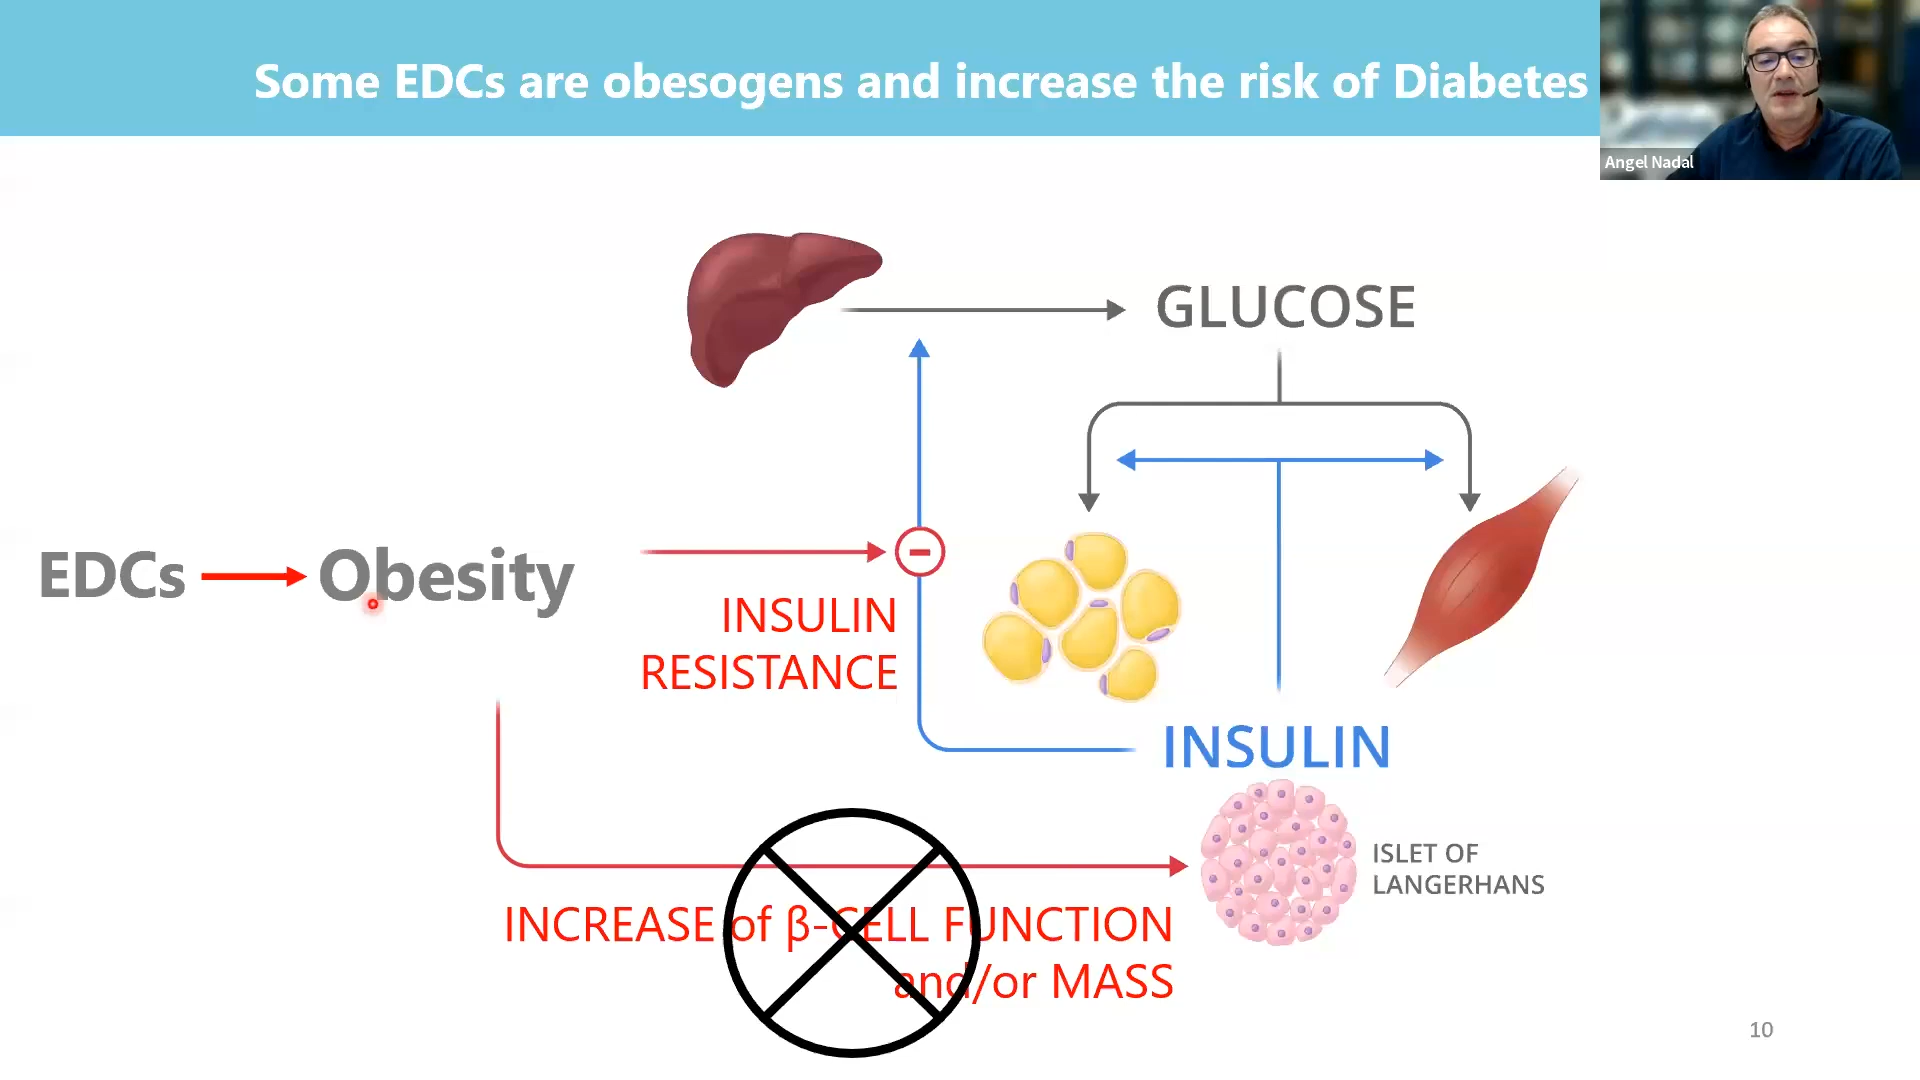 Some EDCs are obesogens and increase the risk of Diabetes
Angel Nadal
GLUCOSE
EDCs
Obesity
INSULIN
RESISTANCE
INSULIN
ISLET OF
LANGERHANS
INCREASE of β-CELL FUNCTION
and/or MASS
10